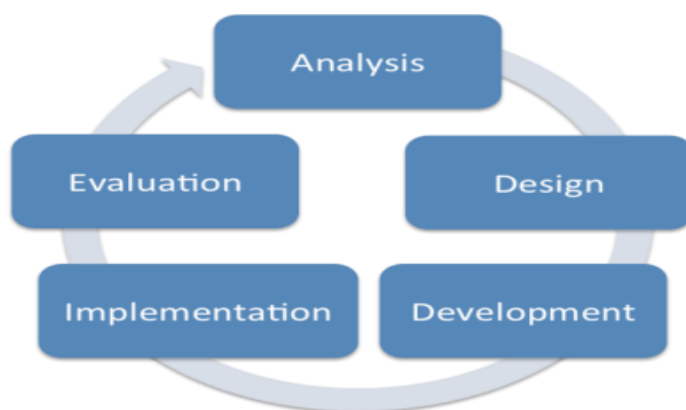 Analysis
Design
Development
Implementation
Evaluation